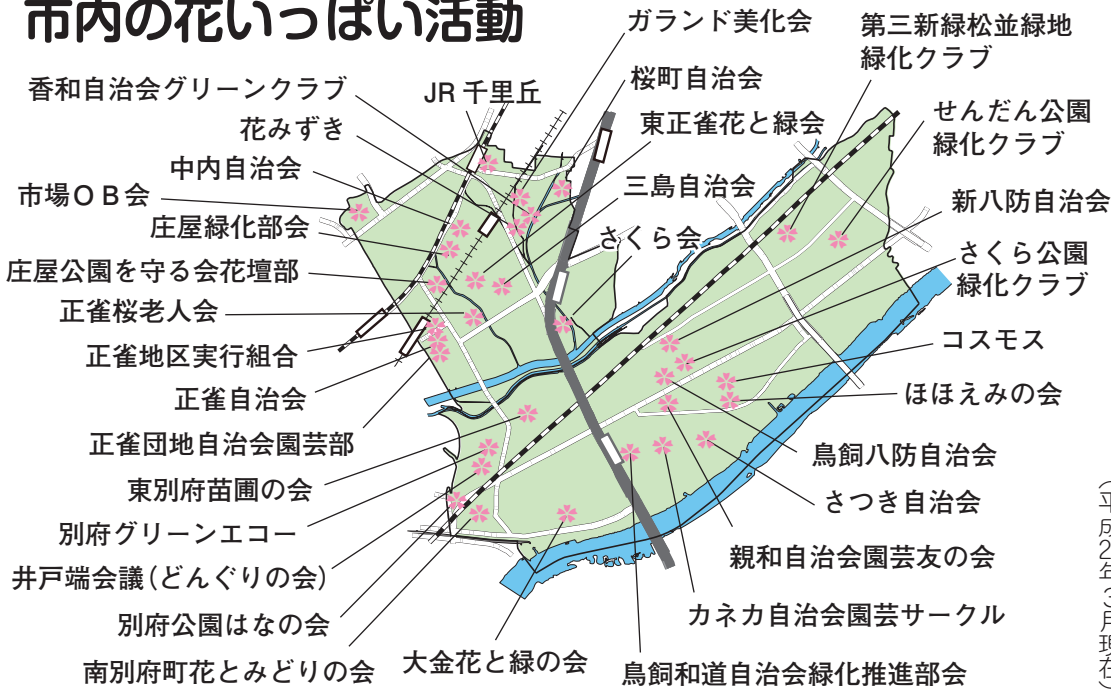 市内の花いっぱい活動
ガランド美化会
第三新緑松並緑地
緑化クラブ
香和自治会グリーンクラブ
JR千里丘
桜町自治会
せんだん公園
緑化クラブ
花みずき
東正雀花と緑会
中内自治会
三島自治会
市場OB会
新八防自治会
庄屋緑化部会
さくら会
さくら公園
緑化クラブ
庄屋公園を守る会花壇部
正雀桜老人会
コスモス
正雀地区実行組合
ほほえみの会
正雀自治会
正雀団地自治会園芸部
鳥飼八防自治会
東別府苗圃の会
さつき自治会
別府グリーンエコー
親和自治会園芸友の会
井戸端会議(どんぐりの会)
カネカ自治会園芸サークル
別府公園はなの会
大金花と緑の会
南別府町花とみどりの会
鳥飼和道自治会緑化推進部会